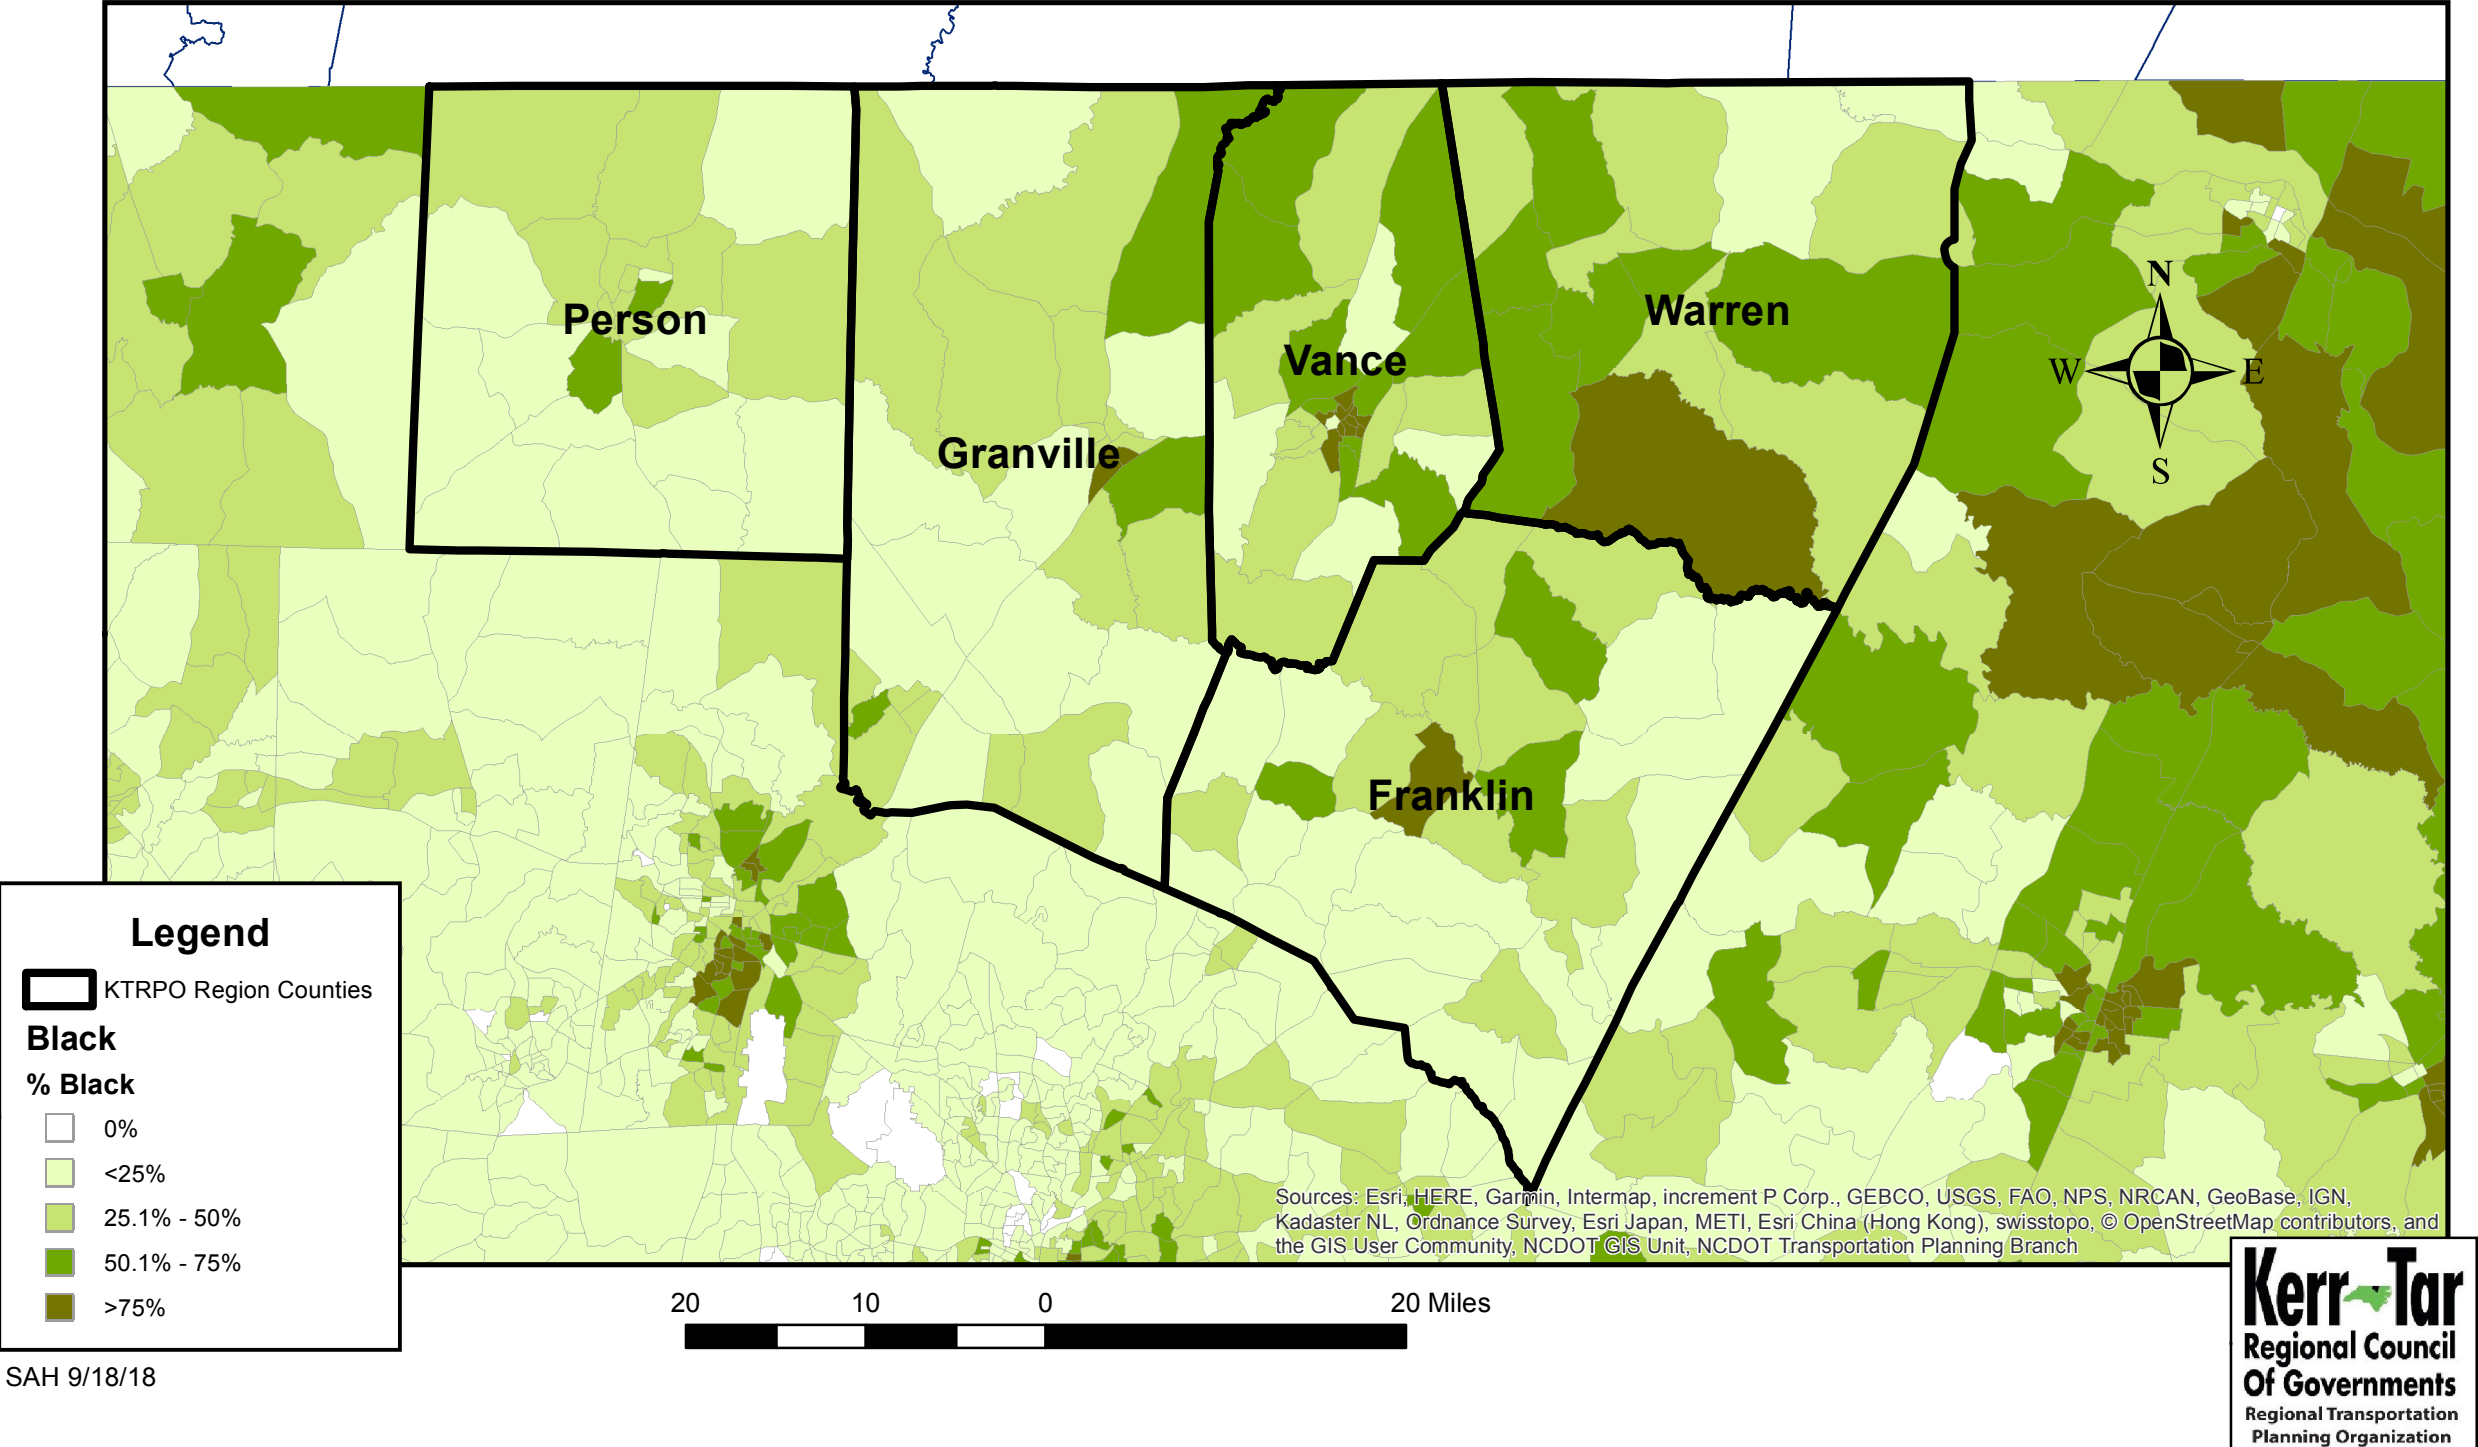 Person
Granville
Vance
Warren
Franklin
N
W
E
S
Legend
KTRPO Region Counties
Black
% Black
0%
<25%
25.1% - 50%
50.1% - 75%
>75%
Sources: Esri, HERE, Garmin, Intermap, increment P Corp., GEBCO, USGS, FAO, NPS, NRCAN, GeoBase, IGN,
Kadaster NL, Ordnance Survey, Esri Japan, METI, Esri China (Hong Kong), swisstopo, © OpenStreetMap contributors, and
the GIS User Community, NCDOT GIS Unit, NCDOT Transportation Planning Branch
20 10 0 20 Miles
SAH 9/18/18
Kerr Tar
Regional Council
Of Governments
Regional Transportation
Planning Organization